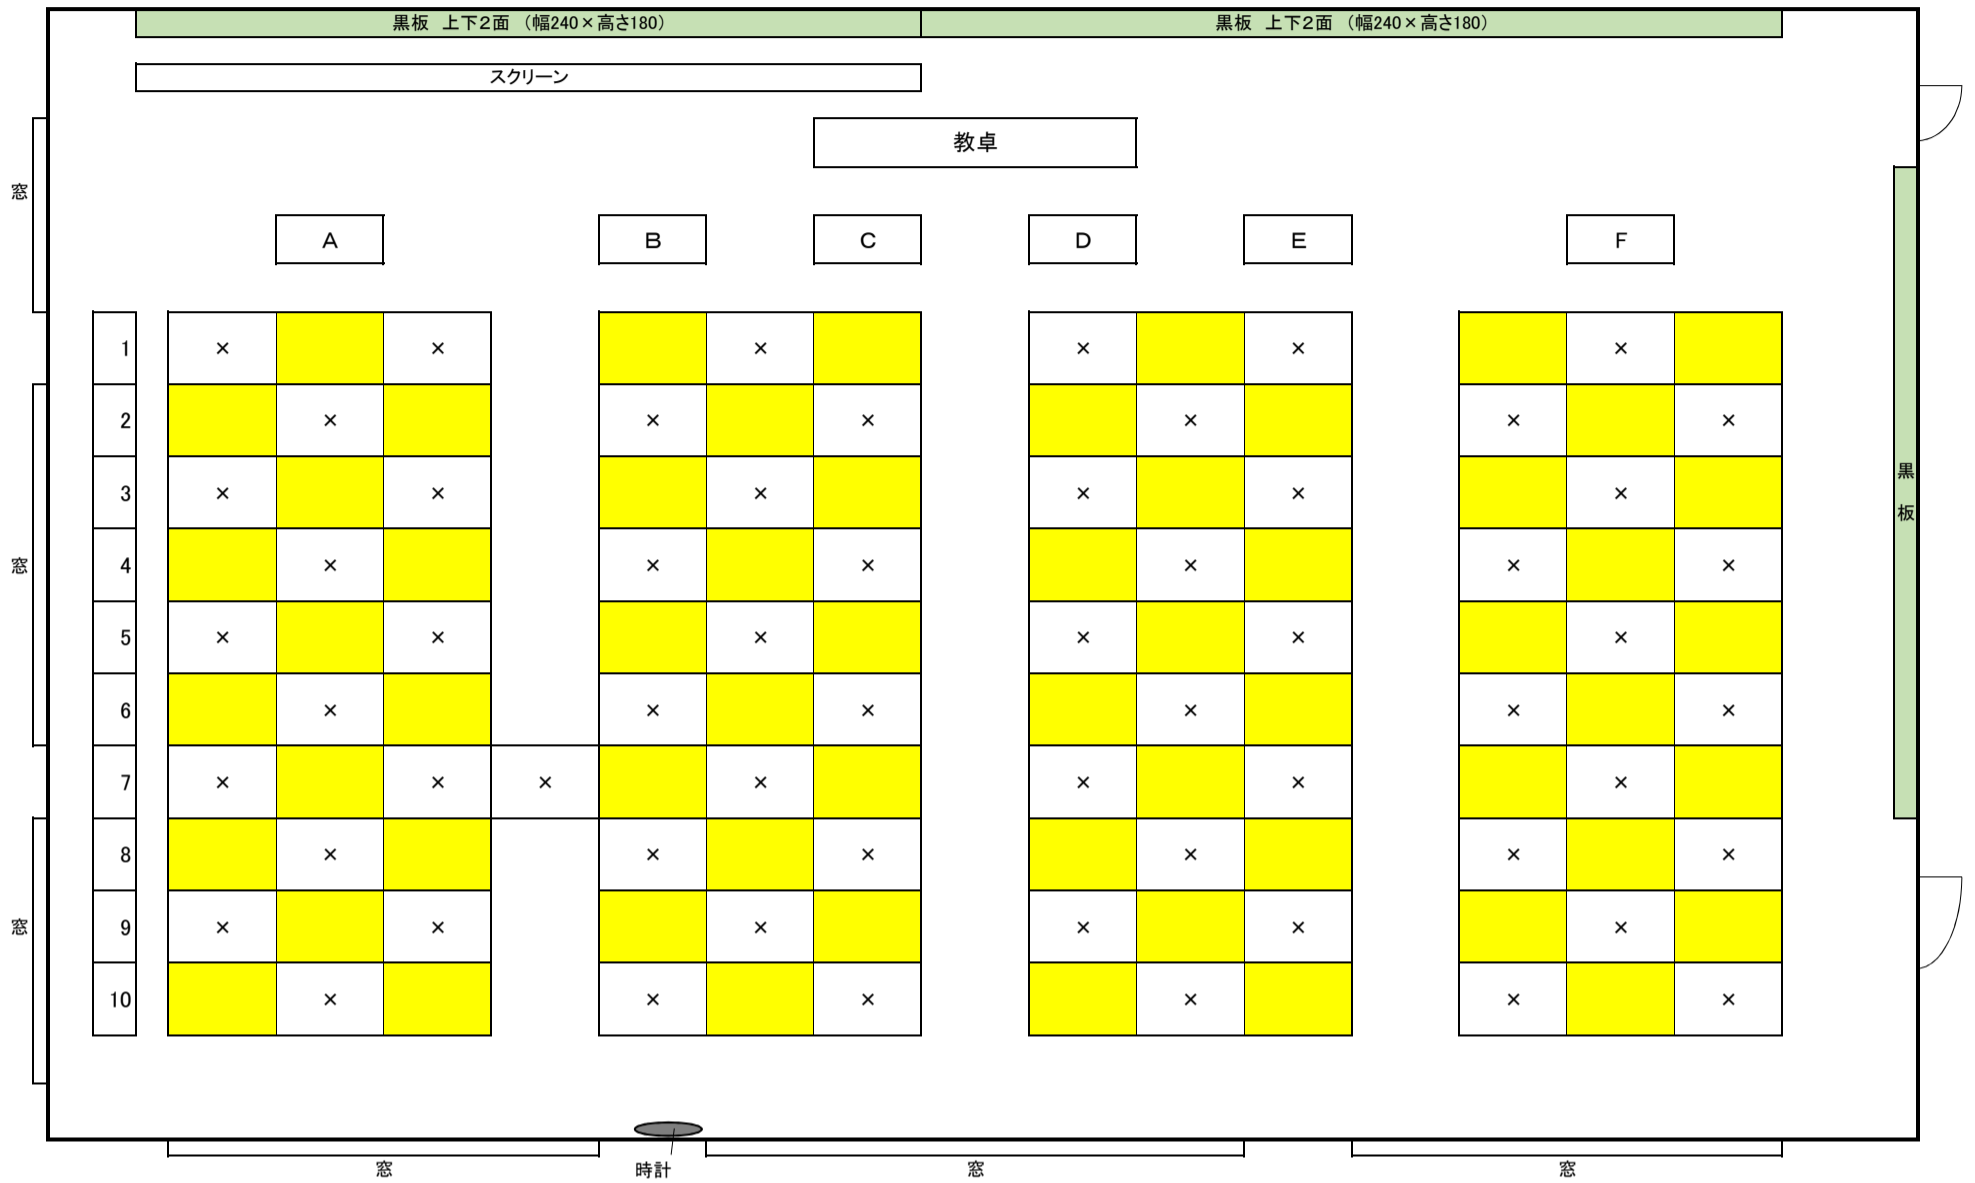 黒板　上下２面　（幅240×高さ180）　黒板　上下２面　（幅240×高さ180）
スクリーン
教卓
窓
A B C D E F
1 × × × × × ×
2 × × × × × ×
3 × × × × × ×
黒
板
4 × × × × × ×
窓
5 × × × × × ×
6 × × × × × ×
7 × × × × × × ×
8 × × × × × ×
窓
9 × × × × × ×
10 × × × × × ×
窓 時計 窓 窓